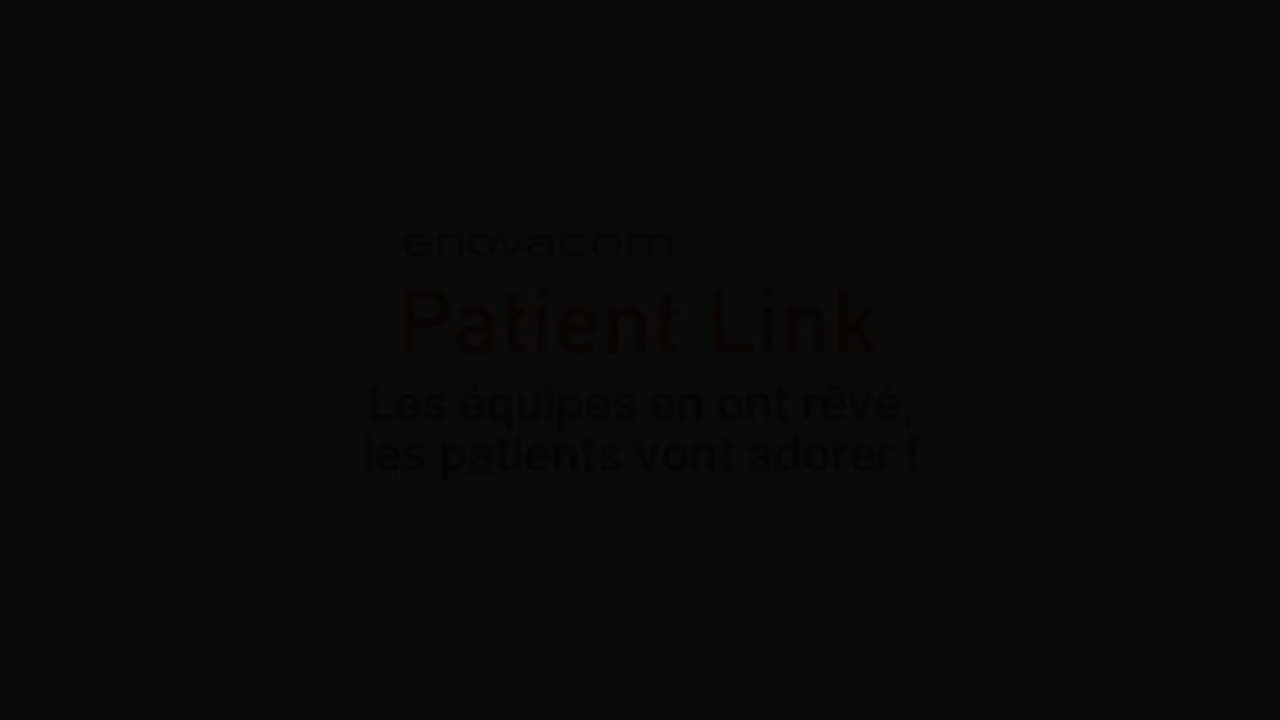 enovacom
Patient Link
Les équipes en ont rêvé,
les patients vont adorer !